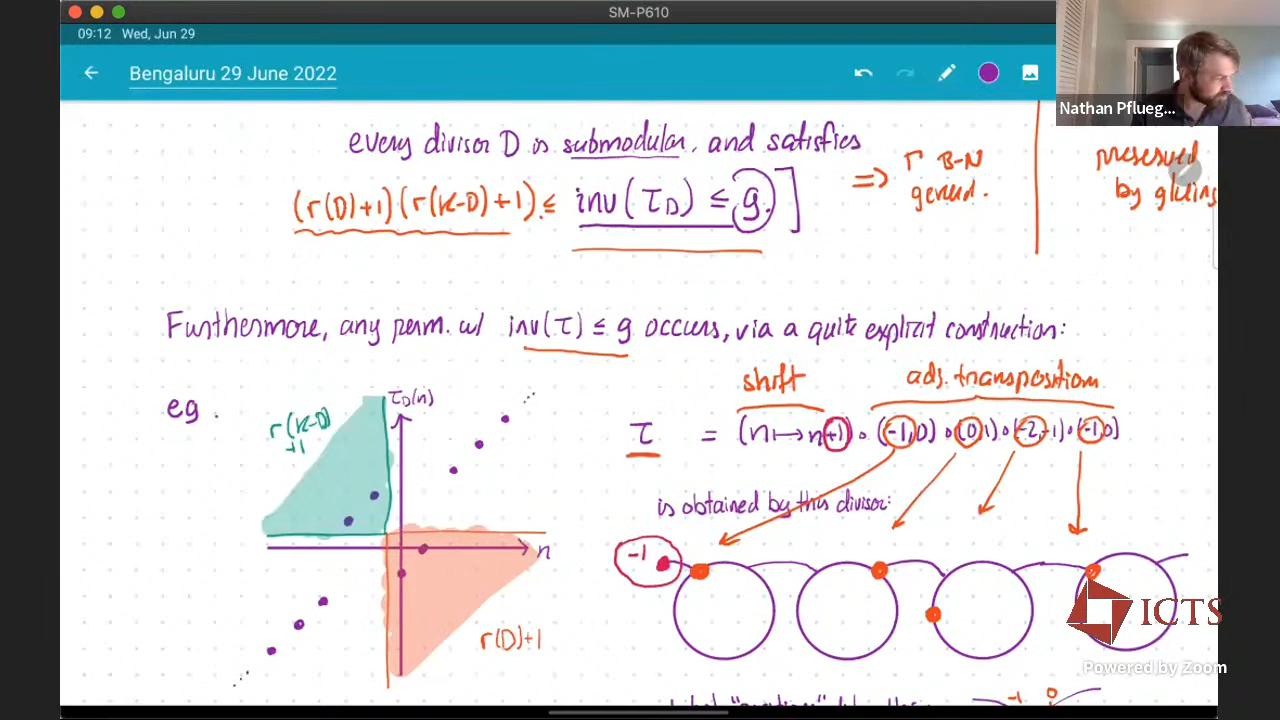 SM-P610
09:12 Wed, Jun 29
Bengaluru 29 June 2022
Nathan Pflueg...
every divisor D is submodular, and satisfies
(r(D)+1)(r(K-D)+1) ≤ inv(τ_D) ≤ g.]
⇒ Γ B-N
general.
preserved
by gluing
Furthermore, any perm. w/ inv(τ) ≤ g occurs, via a quite explicit construction:
eg.
r(K-D)
+1
τ_D(n)
n
r(D)+1
shift
adj. transpositions
τ = (n ↦ n+1) ∘ (-1,0) ∘ (0 1) ∘ (-2,-1) ∘ (-1 0)
is obtained by this divisor:
-1
ICTS
Powered by Zoom
-1 0